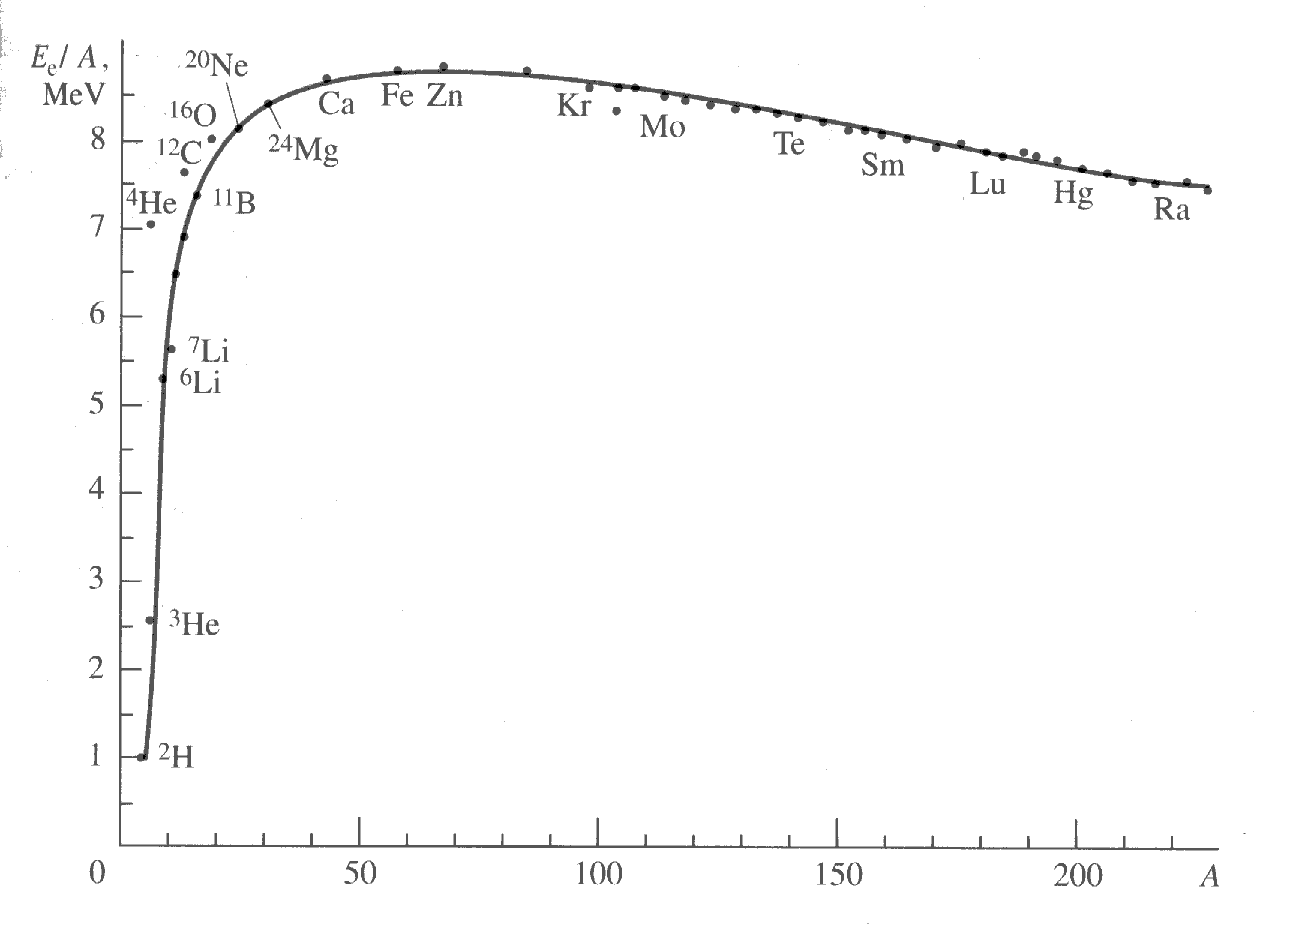 E_e / A,
MeV
²⁰Ne
¹⁶O
¹²C
⁴He
²⁴Mg
¹¹B
Ca
Fe Zn
Kr
Mo
Te
Sm
Lu
Hg
Ra
8
7
6
5
4
3
2
1
⁷Li
⁶Li
³He
²H
0 50 100 150 200 A